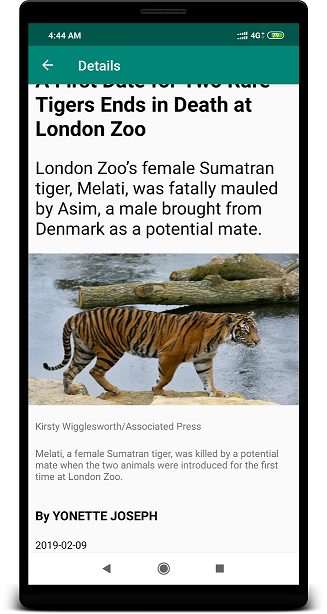 4:44 AM 4G 79
Details
A First Date for Two Rare
Tigers Ends in Death at
London Zoo
London Zoo’s female Sumatran
tiger, Melati, was fatally mauled
by Asim, a male brought from
Denmark as a potential mate.
Kirsty Wigglesworth/Associated Press
Melati, a female Sumatran tiger, was killed by a potential
mate when the two animals were introduced for the first
time at London Zoo.
By YONETTE JOSEPH
2019-02-09